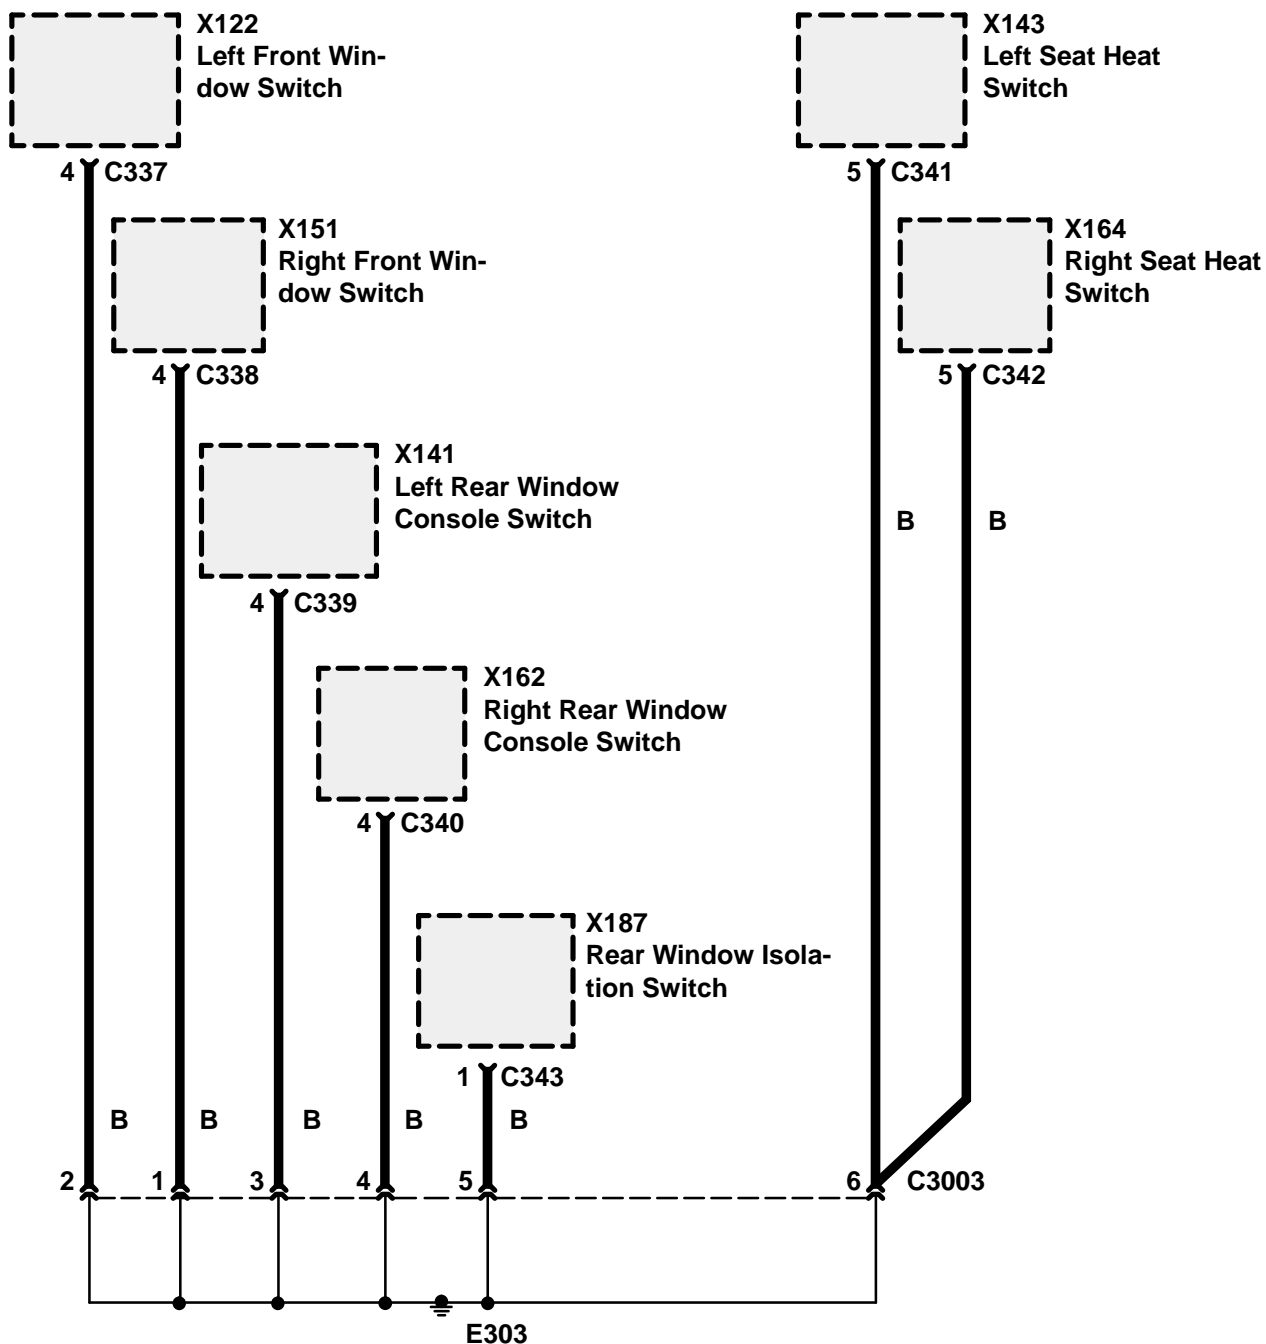 X122
Left Front Win-
dow Switch
4 C337
X143
Left Seat Heat
Switch
5 C341
X151
Right Front Win-
dow Switch
4 C338
X164
Right Seat Heat
Switch
5 C342
X141
Left Rear Window
Console Switch
4 C339
B B
X162
Right Rear Window
Console Switch
4 C340
X187
Rear Window Isola-
tion Switch
1 C343
B B B B B
2 1 3 4 5 6 C3003
E303